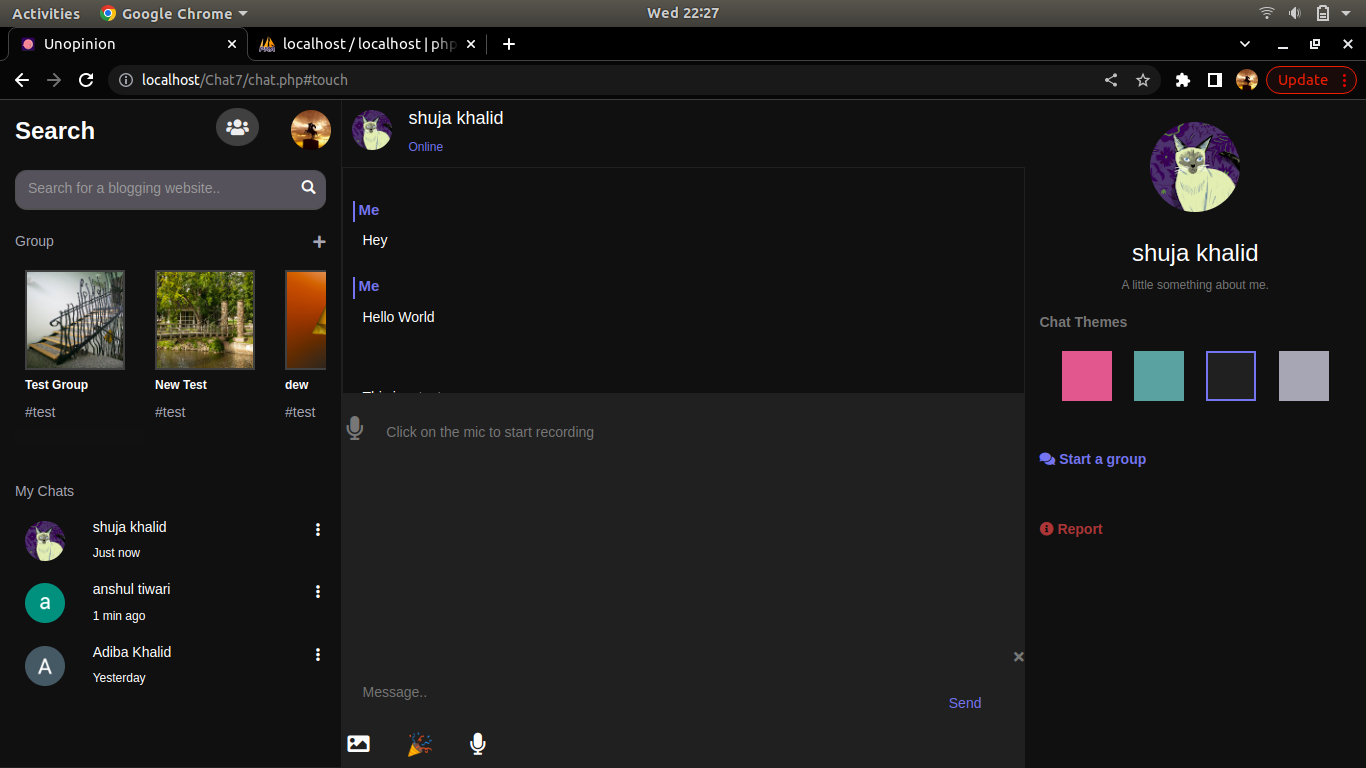 Activities
Google Chrome
Wed 22:27
Unopinion
localhost / localhost | php
localhost/Chat7/chat.php#touch
Update
Search
Search for a blogging website..
Group
Test Group
New Test
dew
#test
#test
#test
My Chats
shuja khalid
Just now
a
anshul tiwari
1 min ago
A
Adiba Khalid
Yesterday
shuja khalid
Online
Me
Hey
Me
Hello World
Click on the mic to start recording
Message..
Send
shuja khalid
A little something about me.
Chat Themes
Start a group
Report